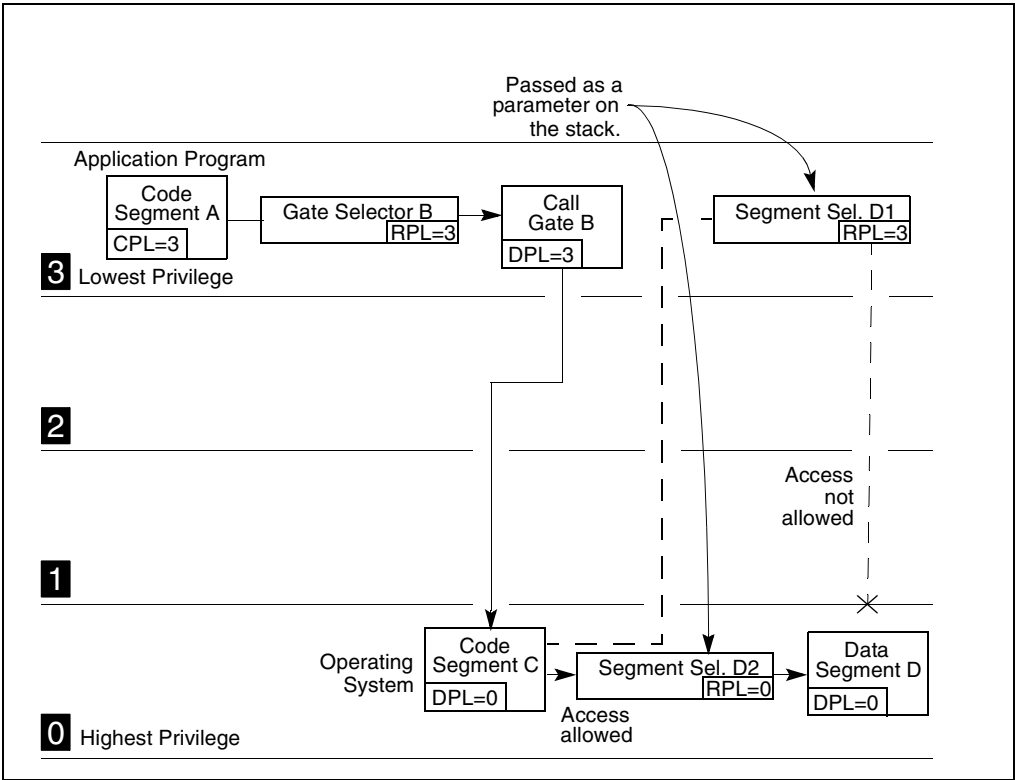 Passed as a
parameter on
the stack.
Application Program
Code
Segment A
CPL=3
Gate Selector B
RPL=3
Call
Gate B
DPL=3
Segment Sel. D1
RPL=3
3 Lowest Privilege
2
Access
not
allowed
1
Operating
System
Code
Segment C
DPL=0
Segment Sel. D2
RPL=0
Access
allowed
Data
Segment D
DPL=0
0 Highest Privilege